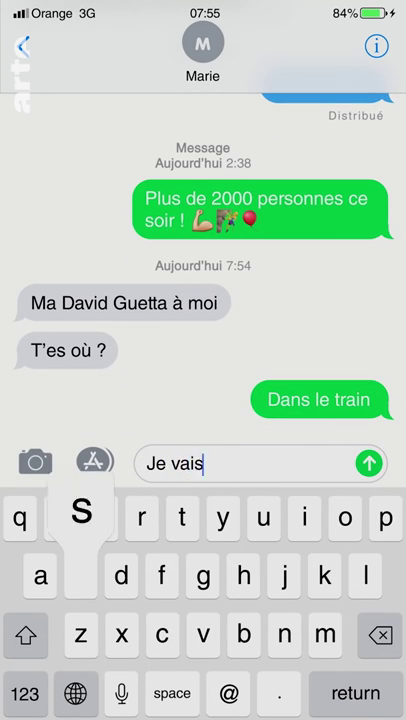 Orange 3G 07:55 84%
arte
M
Marie
Distribué
Message
Aujourd'hui 2:38
Plus de 2000 personnes ce
soir ! 💪🎊🎈
Aujourd'hui 7:54
Ma David Guetta à moi
T'es où ?
Dans le train
Je vais
q S r t y u i o p
a d f g h j k l
z x c v b n m
123 space @ . return